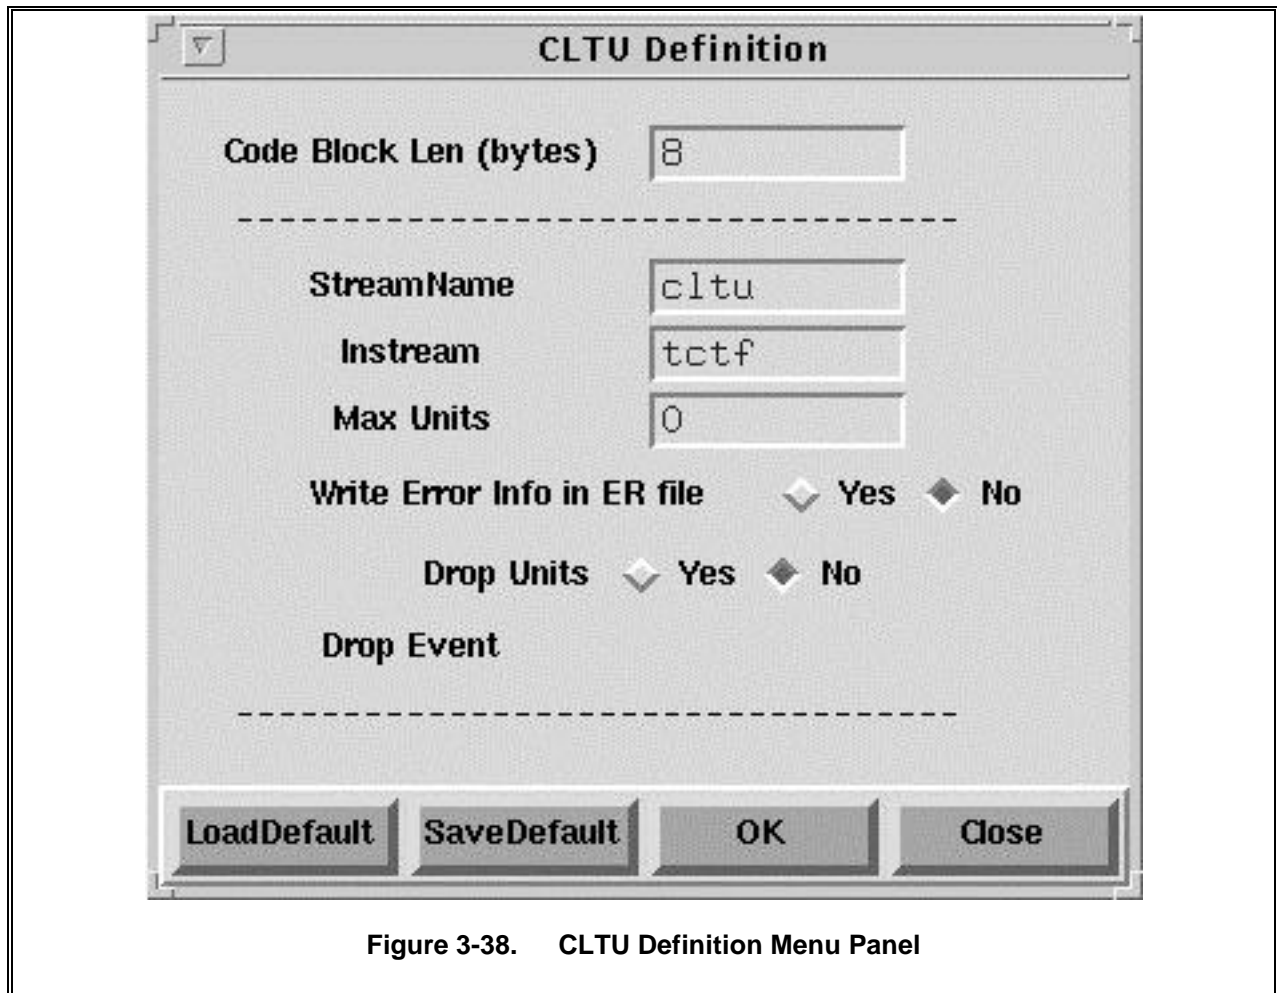 CLTU Definition
Code Block Len (bytes) 8
StreamName cltu
Instream tctf
Max Units 0
Write Error Info in ER file Yes No
Drop Units Yes No
Drop Event
LoadDefault SaveDefault OK Close
Figure 3-38. CLTU Definition Menu Panel